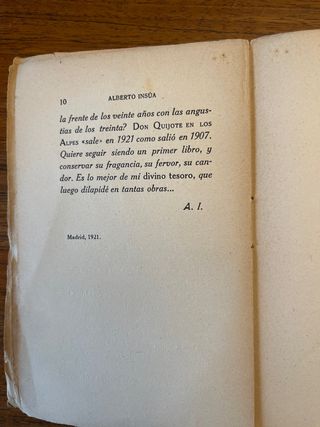 10 ALBERTO INSÚA
la frente de los veinte años con las angus-
tias de los treinta? DON QUIJOTE EN LOS
ALPES «sale» en 1921 como salió en 1907.
Quiere seguir siendo un primer libro, y
conservar su fragancia, su fervor, su can-
dor. Es lo mejor de mi divino tesoro, que
luego dilapidé en tantas obras...
A. I.
Madrid, 1921.